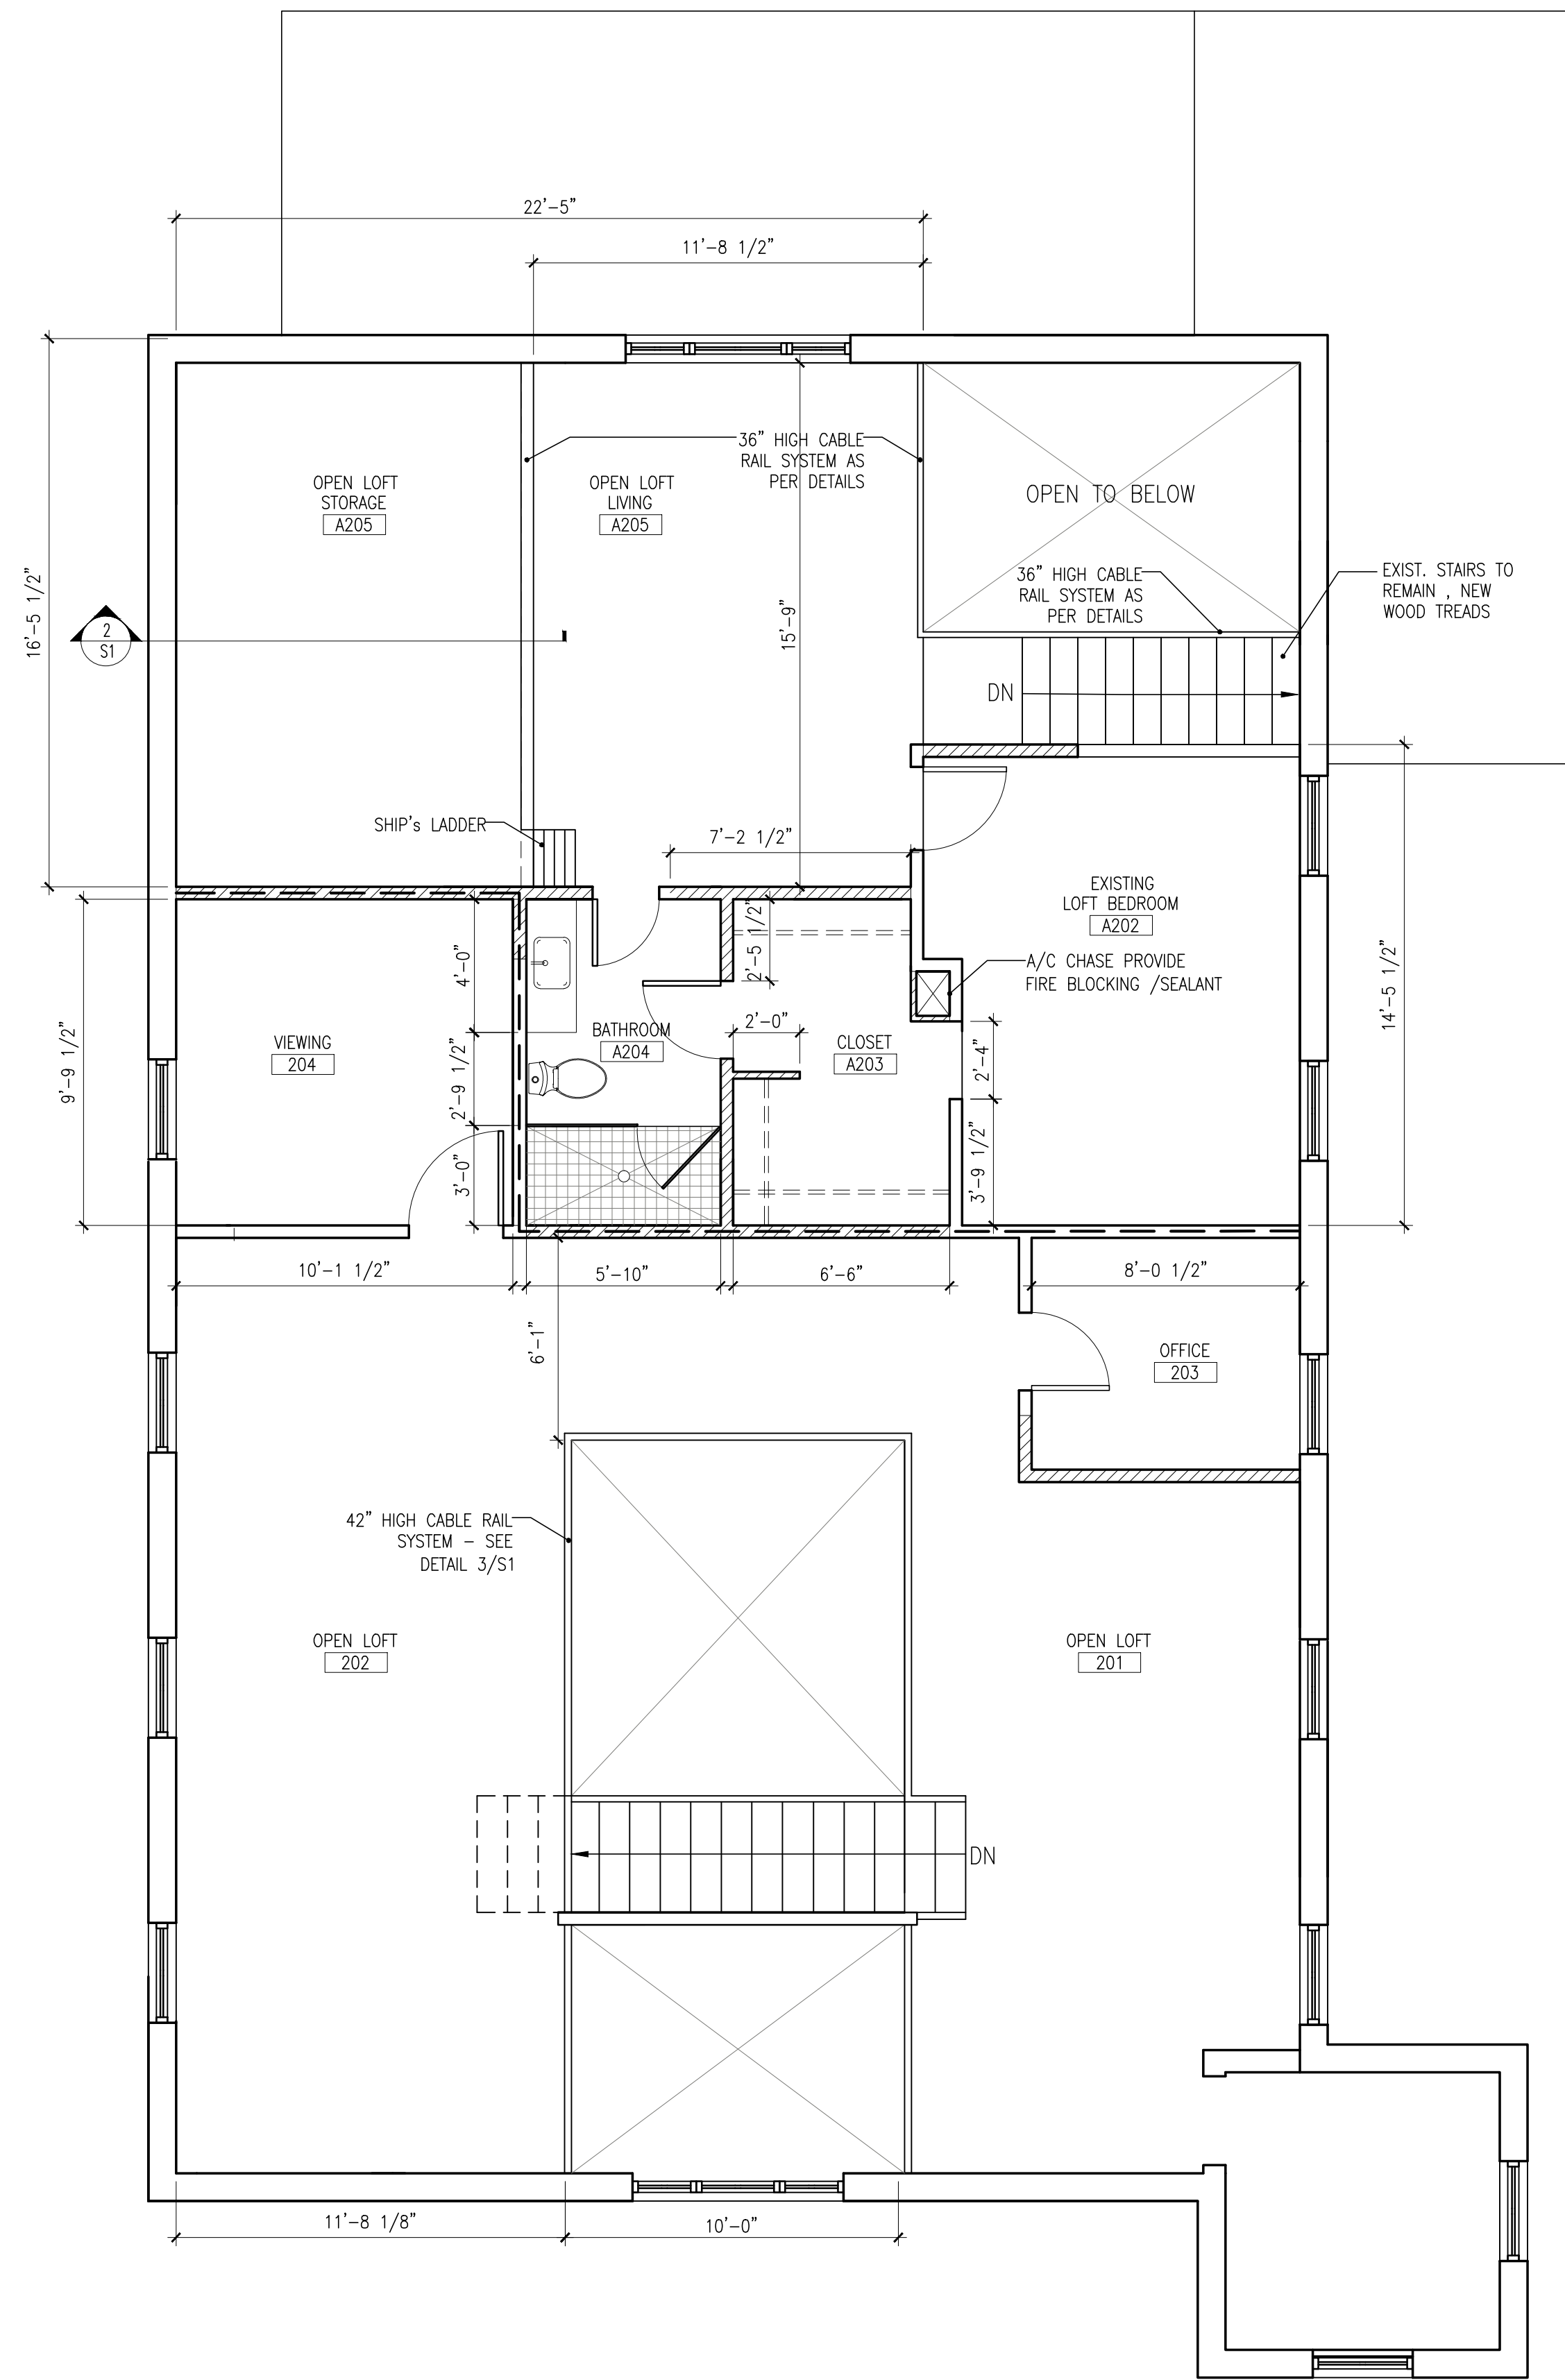 22'-5"
11'-8 1/2"
36" HIGH CABLE
RAIL SYSTEM AS
PER DETAILS
OPEN LOFT
STORAGE
A205
OPEN LOFT
LIVING
A205
OPEN TO BELOW
16'-5 1/2"
2
S1
15'-9"
36" HIGH CABLE
RAIL SYSTEM AS
PER DETAILS
EXIST. STAIRS TO
REMAIN , NEW
WOOD TREADS
DN
SHIP's LADDER
7'-2 1/2"
EXISTING
LOFT BEDROOM
A202
A/C CHASE PROVIDE
FIRE BLOCKING /SEALANT
14'-5 1/2"
9'-9 1/2"
VIEWING
204
4'-0"
2'-9 1/2"
3'-0"
BATHROOM
A204
2'-5 1/2"
2'-0"
CLOSET
A203
2'-4"
3'-9 1/2"
10'-1 1/2"
5'-10"
6'-6"
8'-0 1/2"
6'-1"
OFFICE
203
42" HIGH CABLE RAIL
SYSTEM - SEE
DETAIL 3/S1
OPEN LOFT
202
OPEN LOFT
201
DN
11'-8 1/8"
10'-0"